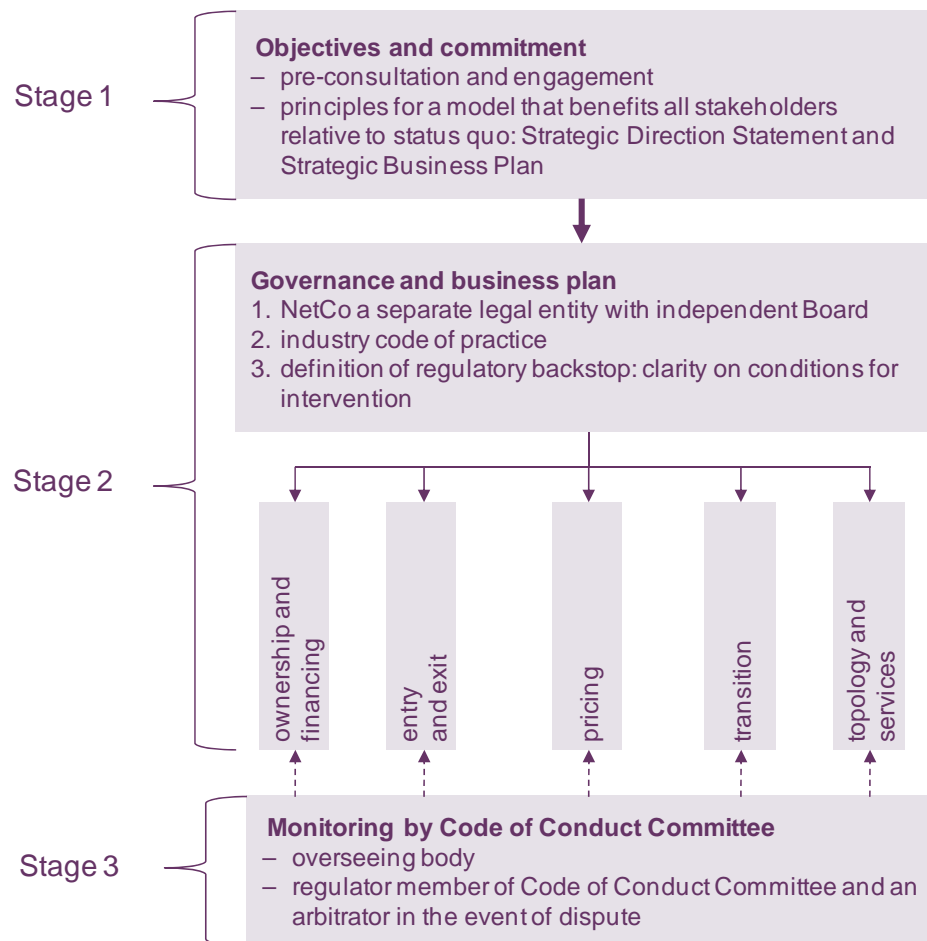 Stage 1
Objectives and commitment
– pre-consultation and engagement
– principles for a model that benefits all stakeholders
relative to status quo: Strategic Direction Statement and
Strategic Business Plan
Stage 2
Governance and business plan
1. NetCo a separate legal entity with independent Board
2. industry code of practice
3. definition of regulatory backstop: clarity on conditions for
intervention
ownership and
financing
entry
and exit
pricing
transition
topology and
services
Stage 3
Monitoring by Code of Conduct Committee
– overseeing body
– regulator member of Code of Conduct Committee and an
arbitrator in the event of dispute